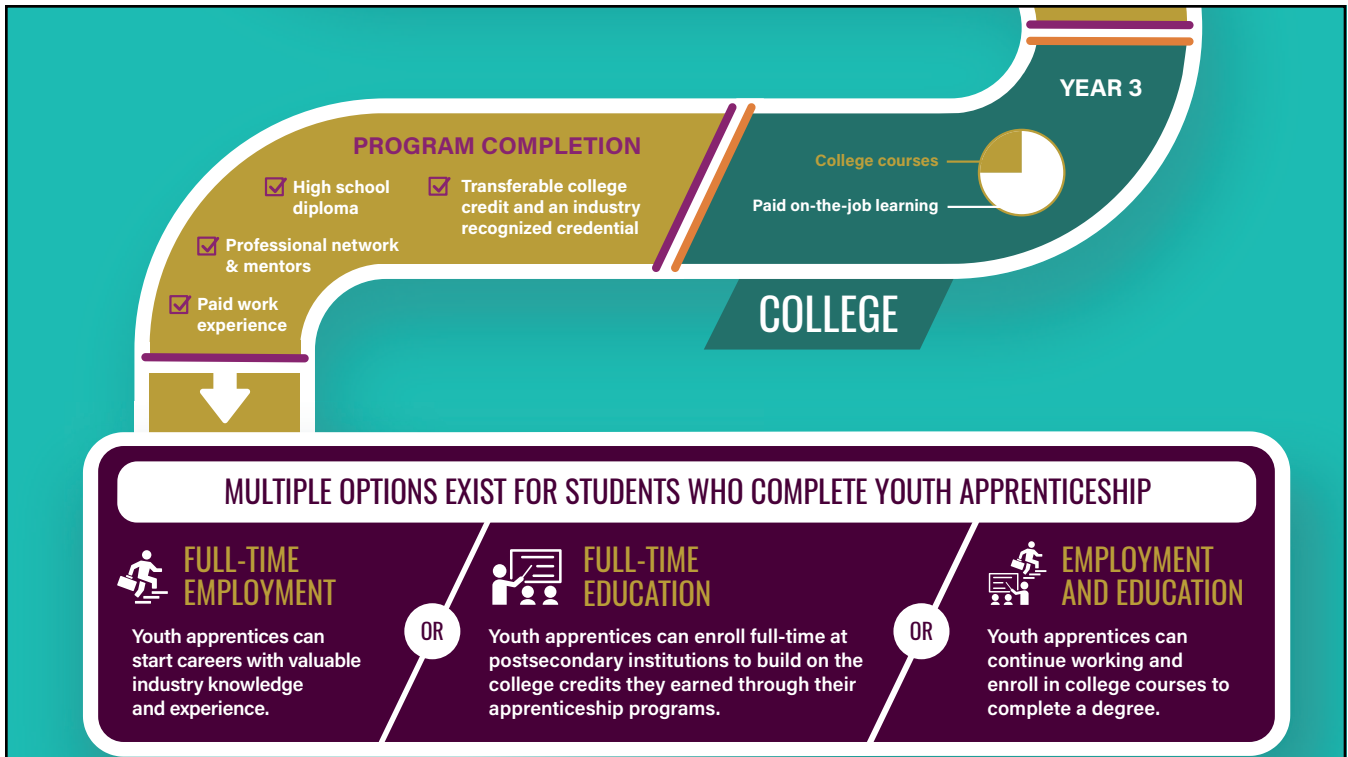 YEAR 3
College courses
Paid on-the-job learning
COLLEGE
PROGRAM COMPLETION
High school
diploma
Transferable college
credit and an industry
recognized credential
Professional network
& mentors
Paid work
experience
MULTIPLE OPTIONS EXIST FOR STUDENTS WHO COMPLETE YOUTH APPRENTICESHIP
FULL-TIME
EMPLOYMENT
Youth apprentices can
start careers with valuable
industry knowledge
and experience.
OR
FULL-TIME
EDUCATION
Youth apprentices can enroll full-time at
postsecondary institutions to build on the
college credits they earned through their
apprenticeship programs.
OR
EMPLOYMENT
AND EDUCATION
Youth apprentices can
continue working and
enroll in college courses to
complete a degree.